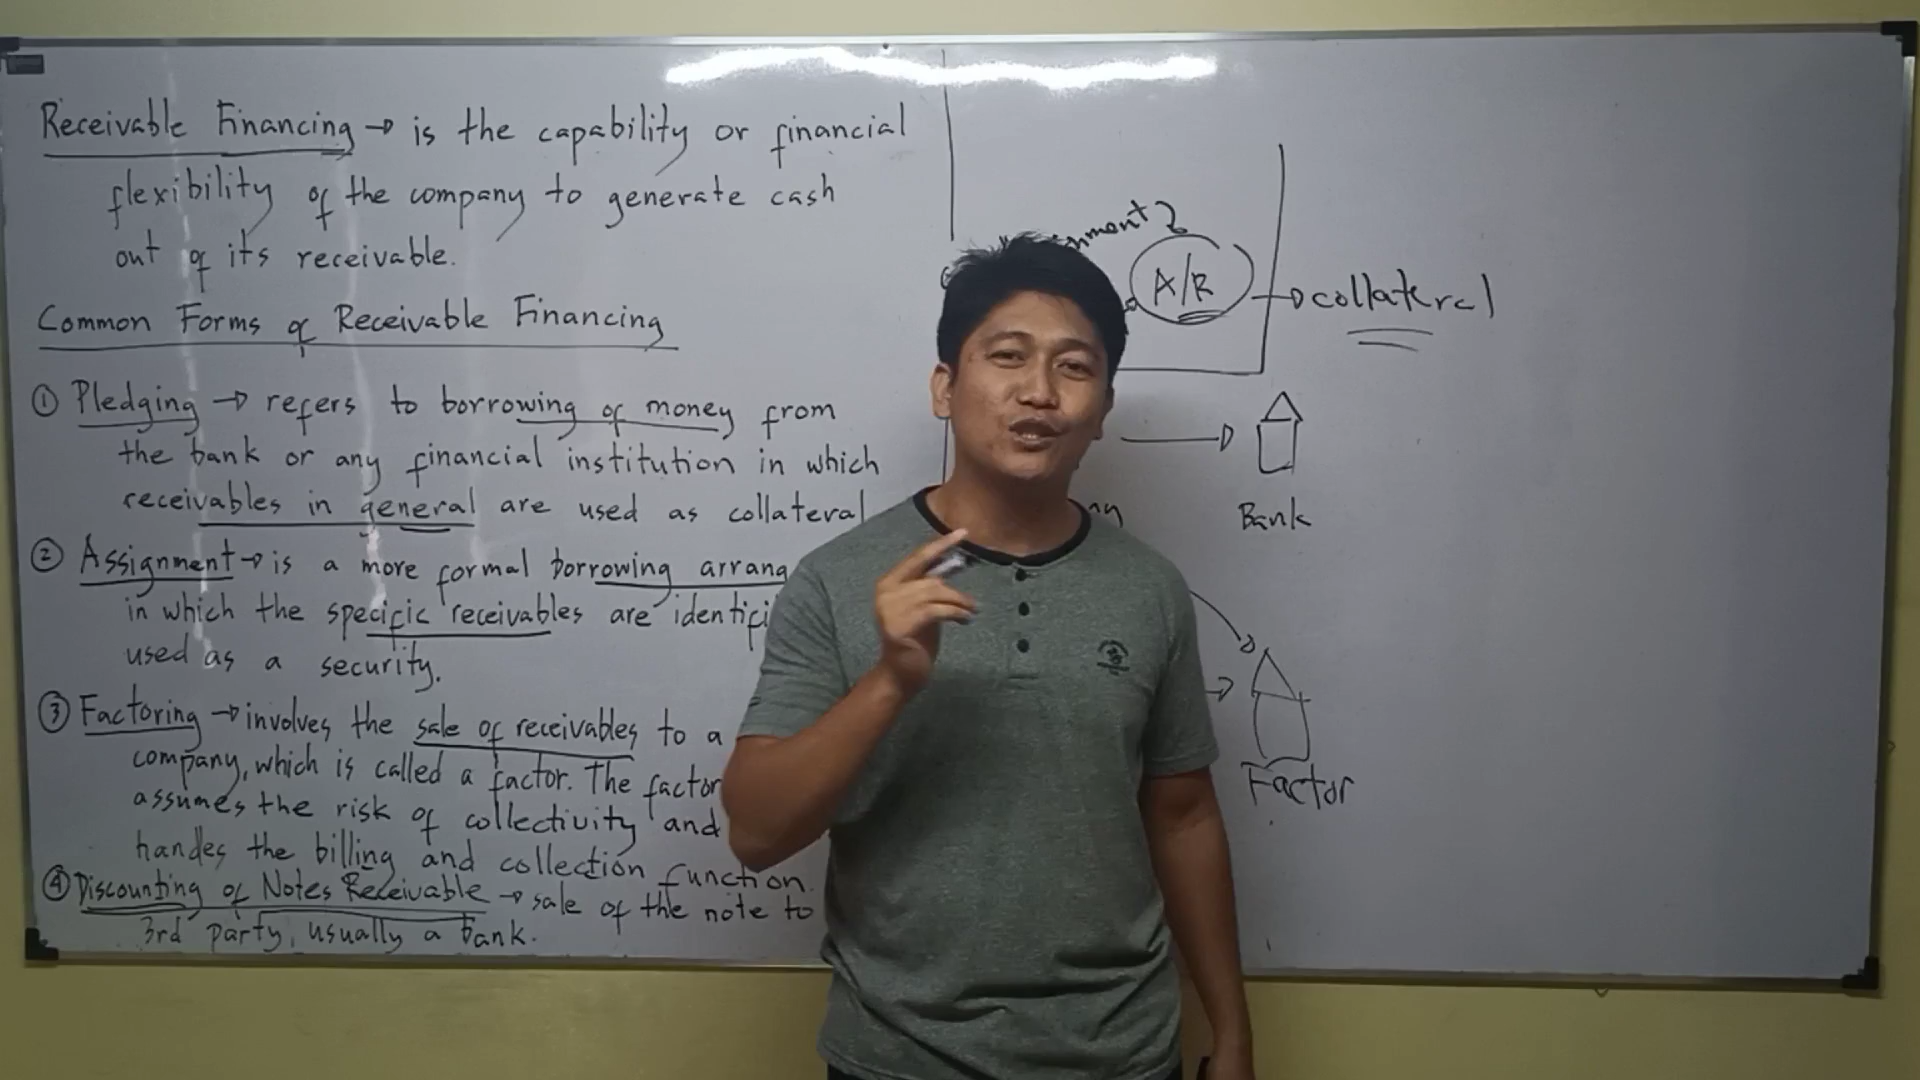 Receivable Financing → is the capability or financial
flexibility of the company to generate cash
out of its receivable.
Common Forms of Receivable Financing
① Pledging → refers to borrowing of money from
the bank or any financial institution in which
receivables in general are used as collateral
② Assignment → is a more formal borrowing arrang
in which the specific receivables are identifi
used as a security.
③ Factoring → involves the sale of receivables to a
company, which is called a factor. The factor
assumes the risk of collectivity and
handes the billing and collection function.
④ Discounting of Notes Receivable → sale of the note to
3rd party, usually a bank.
nment
A/R → collateral
Bank
Factor